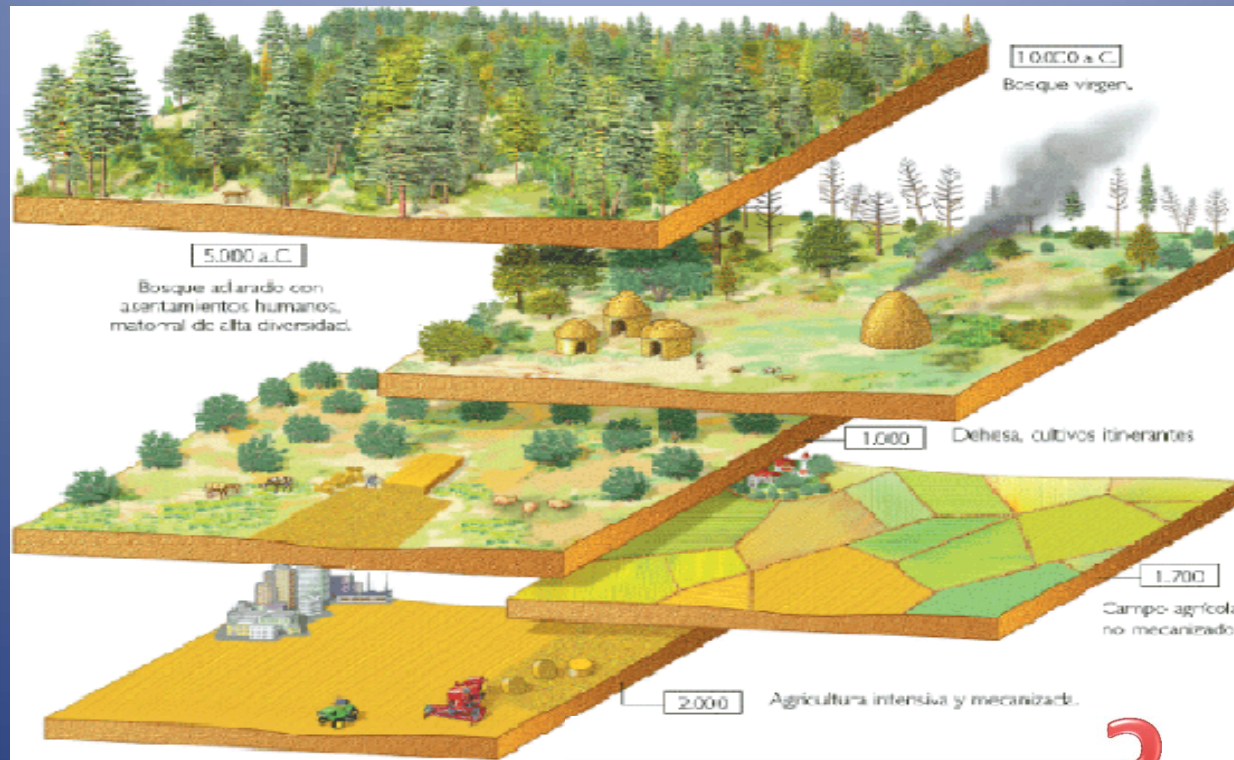 10.000 a.C.
Bosque virgen.
5.000 a.C.
Bosque aclarado con
asentamientos humanos,
matorral de alta diversidad.
1.000
Dehesa, cultivos itinerantes
1.700
Campo agrícola
no mecanizado
2.000
Agricultura intensiva y mecanizada.
2